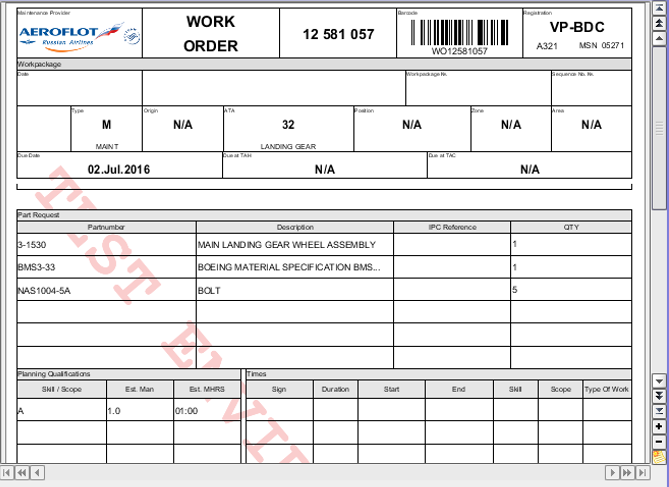 Maintenance Provider
AEROFLOT
Russian Airlines
WORK
ORDER
12 581 057
Barcode
WO12581057
Registration
VP-BDC
A321 MSN 05271
Workpackage
Date
Workpackage No.
Sequence No. No.
Type Origin ATA Position Zone Area
M N/A 32 N/A N/A N/A
MAINT LANDING GEAR
Due Date Due at TAH Due at TAC
02.Jul.2016 N/A N/A
TEST ENVI
Part Request
Partnumber Description IPC Reference QTY
3-1530 MAIN LANDING GEAR WHEEL ASSEMBLY 1
BMS3-33 BOEING MATERIAL SPECIFICATION BMS... 1
NAS1004-5A BOLT 5
Planning Qualifications Times
Skill / Scope Est. Man Est. MHRS Sign Duration Start End Skill Scope Type Of Work
A 1.0 01:00